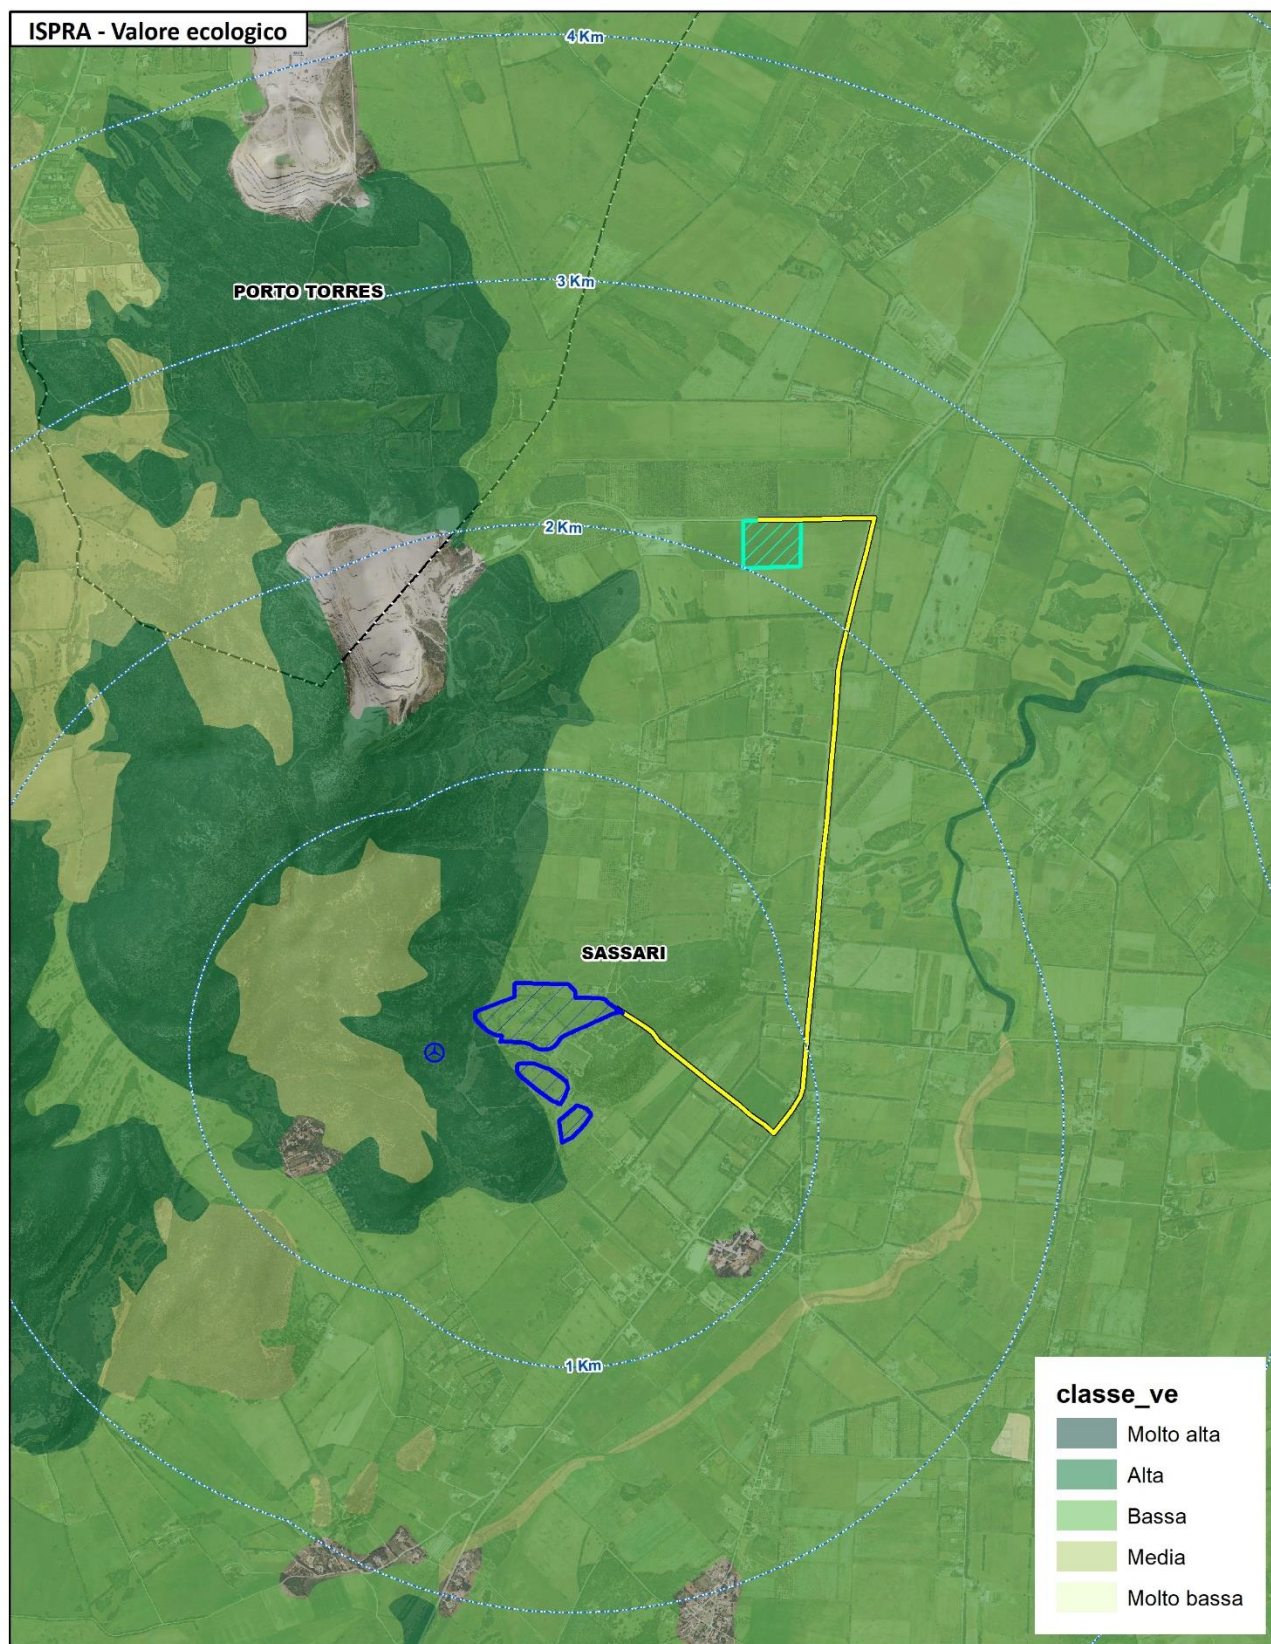 ISPRA - Valore ecologico
4 Km
3 Km
PORTO TORRES
2 Km
SASSARI
1 Km
classe_ve
Molto alta
Alta
Bassa
Media
Molto bassa